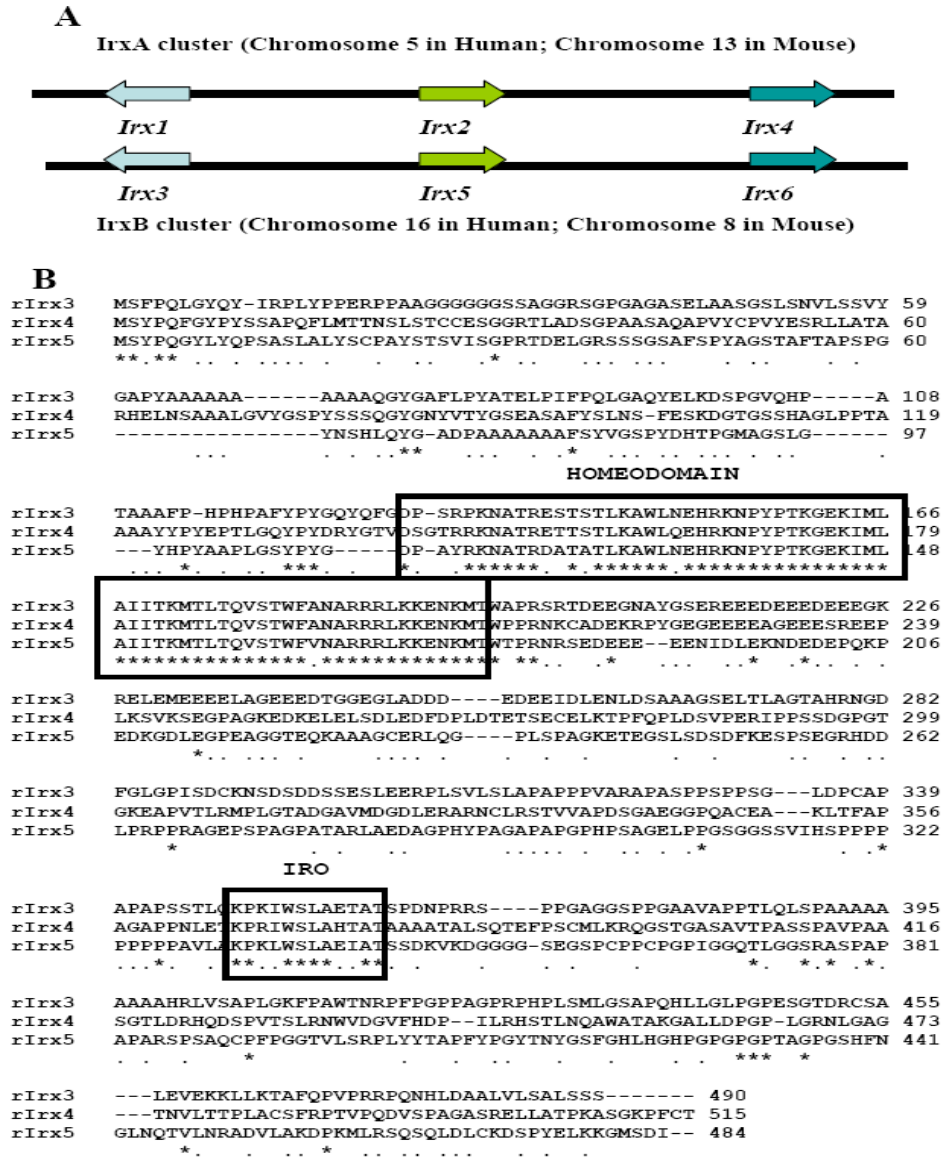 A
IrxA cluster (Chromosome 5 in Human; Chromosome 13 in Mouse)
Irx1 Irx2 Irx4
Irx3 Irx5 Irx6
IrxB cluster (Chromosome 16 in Human; Chromosome 8 in Mouse)
B
rIrx3 MSFPQLGYQY-IRPLYPPERPPAAGGGGGGSSAGGRSGPGAGASELAASGSLSNVLSSVY 59
rIrx4 MSYPQFGYPYSSAPQFLMTTNSLSTCCESGGRTLADSGPAASAQAPVYCPVYESRLLATA 60
rIrx5 MSYPQGYLYQPSASLALYSCPAYSTSVISGPRTDELGRSSSGSAFSPYAGSTAFTAPSPG 60
rIrx3 GAPYAAAAAA------AAAAQGYGAFLPYATELPIFPQLGAQYELKDSPGVQHP-----A 108
rIrx4 RHELNSAAALGVYGSPYSSSQGYGNYVTYGSEASAFYSLNS-FESKDGTGSSHAGLPPTA 119
rIrx5 ---------------YNSHLQYG-ADPAAAAAAAFSYVGSPYDHTPGMAGSLG------ 97
HOMEODOMAIN
rIrx3 TAAAFP-HPHPAFYPYGQYQFGDP-SRPKNATRESTSTLKAWLNEHRKNPYPTKGEKIML 166
rIrx4 AAAYYPYEPTLGQYPYDRYGTVDSGTRRKNATRETTSTLKAWLQEHRKNPYPTKGEKIML 179
rIrx5 ---YHPYAAPLGSYPYG-----DP-AYRKNATRDATATLKAWLNEHRKNPYPTKGEKIML 148
rIrx3 AIITKMTLTQVSTWFANARRRLKKENKMTWAPRSRTDEEGNAYGSEREEEDEEEDEEEGK 226
rIrx4 AIITKMTLTQVSTWFANARRRLKKENKMTWPPRNKCADEKRPYGEGEEEEAGEEESREEP 239
rIrx5 AIITKMTLTQVSTWFVNARRRLKKENKMTWTPRNRSEDEEE--EENIDLEKNDEDEPQKP 206
rIrx3 RELEMEEEELAGEEEDTGGEGLADDD----EDEEIDLENLDSAAAGSELTLAGTAHRNGD 282
rIrx4 LKSVKSEGPAGKEDKELELSDLEDFDPLDTETSECELKTPFQPLDSVPERIPPSSDGPGT 299
rIrx5 EDKGDLEGPEAGGTEQKAAAGCERLQG----PLSPAGKETEGSLSDSDFKESPSEGRHDD 262
rIrx3 FGLGPISDCKNSDSDDSSESLEERPLSVLSLAPAPPPVARAPASPPSPPSG---LDPCAP 339
rIrx4 GKEAPVTLRMPLGTADGAVMDGDLERARNCLRSTVVAPDSGAEGGPQACEA---KLTFAP 356
rIrx5 LPRPPRAGEPSPAGPATARLAEDAGPHYPAGAPAPGPHPSAGELPPGSGGSSVIHSPPPP 322
IRO
rIrx3 APAPSSTLQKPKIWSLAETATSPDNPRRS----PPGAGGSPPGAAVAPPTLQLSPAAAAA 395
rIrx4 AGAPPNLETKPRIWSLAHTATAAAATALSQTEFPSCMLKRQGSTGASAVTPASSPAVPAA 416
rIrx5 PPPPPAVLAKPKLWSLAEIATSSDKVKDGGGG-SEGSPCPPCPGPIGGQTLGGSRASPAP 381
rIrx3 AAAAHRLVSAPLGKFPAWTNRPFPGPPAGPRPHPLSMLGSAPQHLLGLPGPESGTDRCSA 455
rIrx4 SGTLDRHQDSPVTSLRNWVDGVFHDP--ILRHSTLNQAWATAKGALLDPGP-LGRNLGAG 473
rIrx5 APARSPSAQCPFPGGTVLSRPLYYTAPFYPGYTNYGSFGHLHGHPGPGPGPTAGPGSHFN 441
rIrx3 ---LEVEKKLLKTAFQPVPRRPQNHLDAALVLSALSSS------- 490
rIrx4 ---TNVLTTPLACSFRPTVPQDVSPAGASRELLATPKASGKPFCT 515
rIrx5 GLNQTVLNRADVLAKDPKMLRSQSQLDLCKDSPYELKKGMSDI-- 484